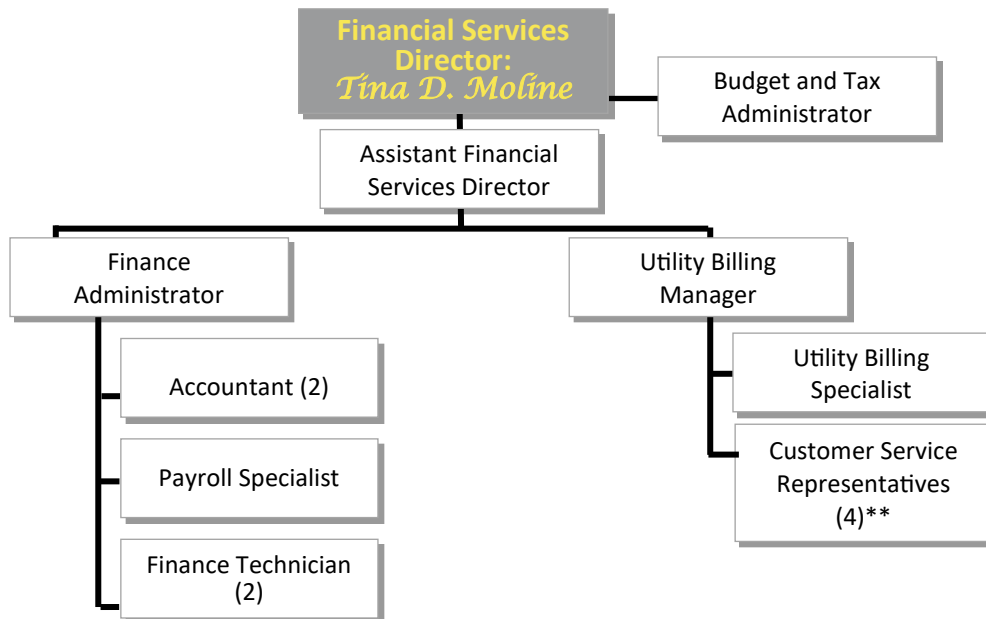 Financial Services
Director:
Tina D. Moline
Budget and Tax
Administrator
Assistant Financial
Services Director
Finance
Administrator
Utility Billing
Manager
Accountant (2)
Payroll Specialist
Finance Technician
(2)
Utility Billing
Specialist
Customer Service
Representatives
(4)**